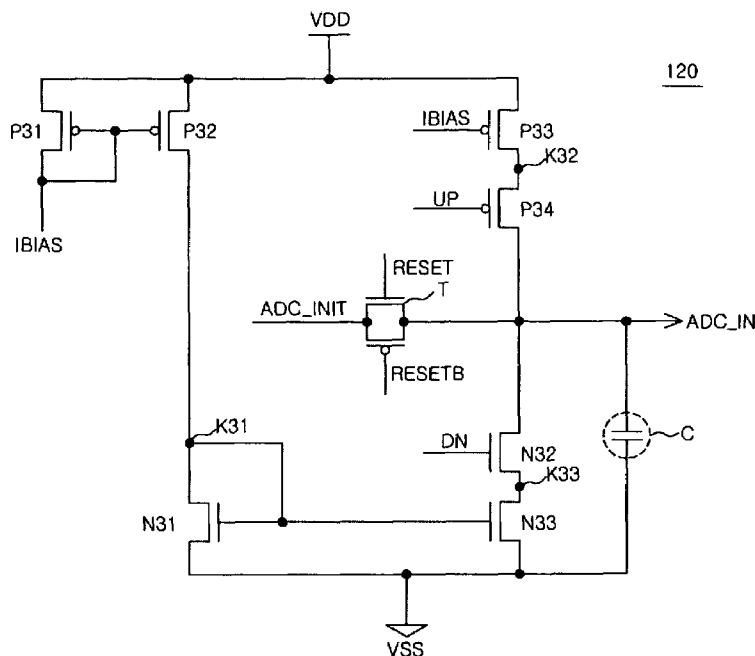 VDD
120
P31
P32
IBIAS
P33
K32
UP
P34
IBIAS
RESET
T
ADC_INIT
ADC_IN
RESETB
K31
DN
N32
C
K33
N31
N33
VSS